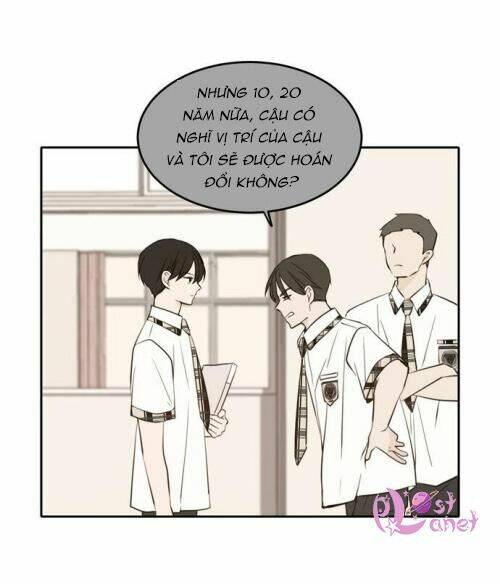 NHƯNG 10, 20
NĂM NỮA, CẬU CÓ
NGHĨ VỊ TRÍ CỦA CẬU
VÀ TÔI SẼ ĐƯỢC HOÁN
ĐỔI KHÔNG?
Lost
Planet